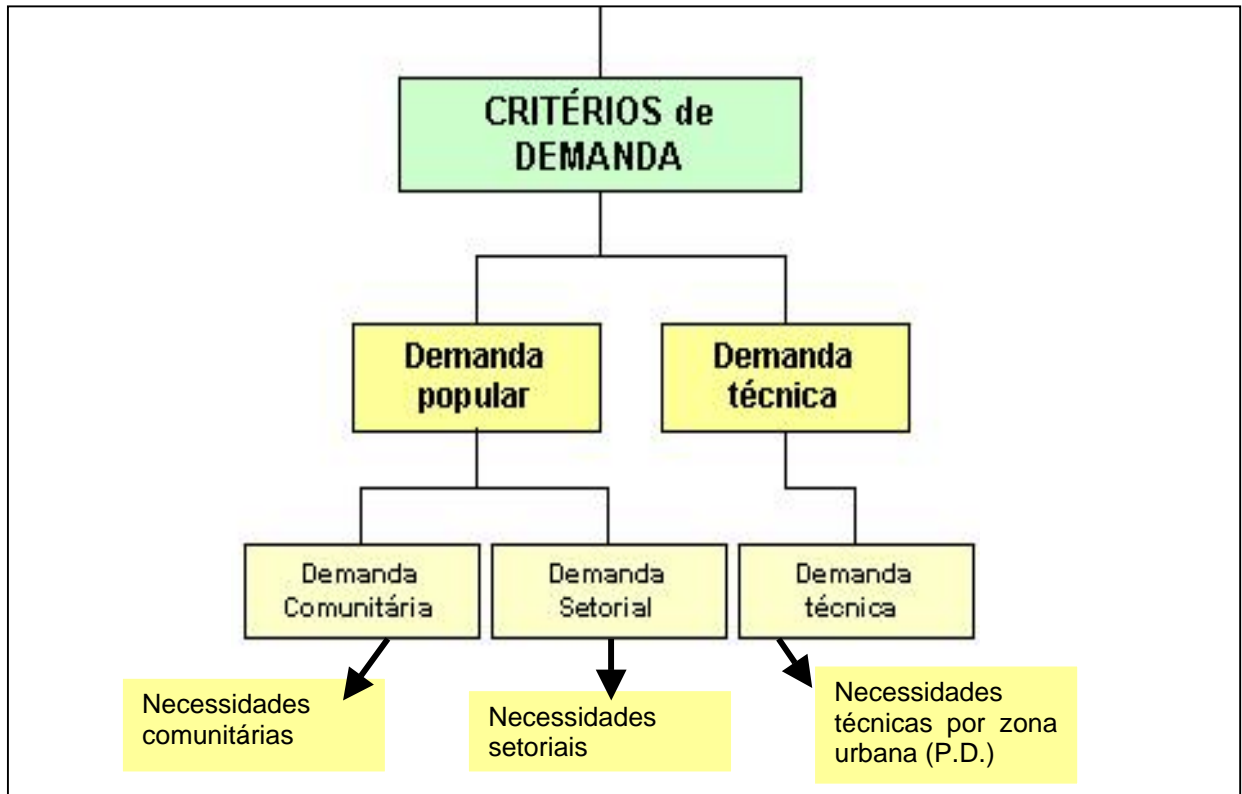 CRITÉRIOS de
DEMANDA
Demanda
popular
Demanda
técnica
Demanda
Comunitária
Demanda
Setorial
Demanda
técnica
Necessidades
comunitárias
Necessidades
setoriais
Necessidades
técnicas por zona
urbana (P.D.)